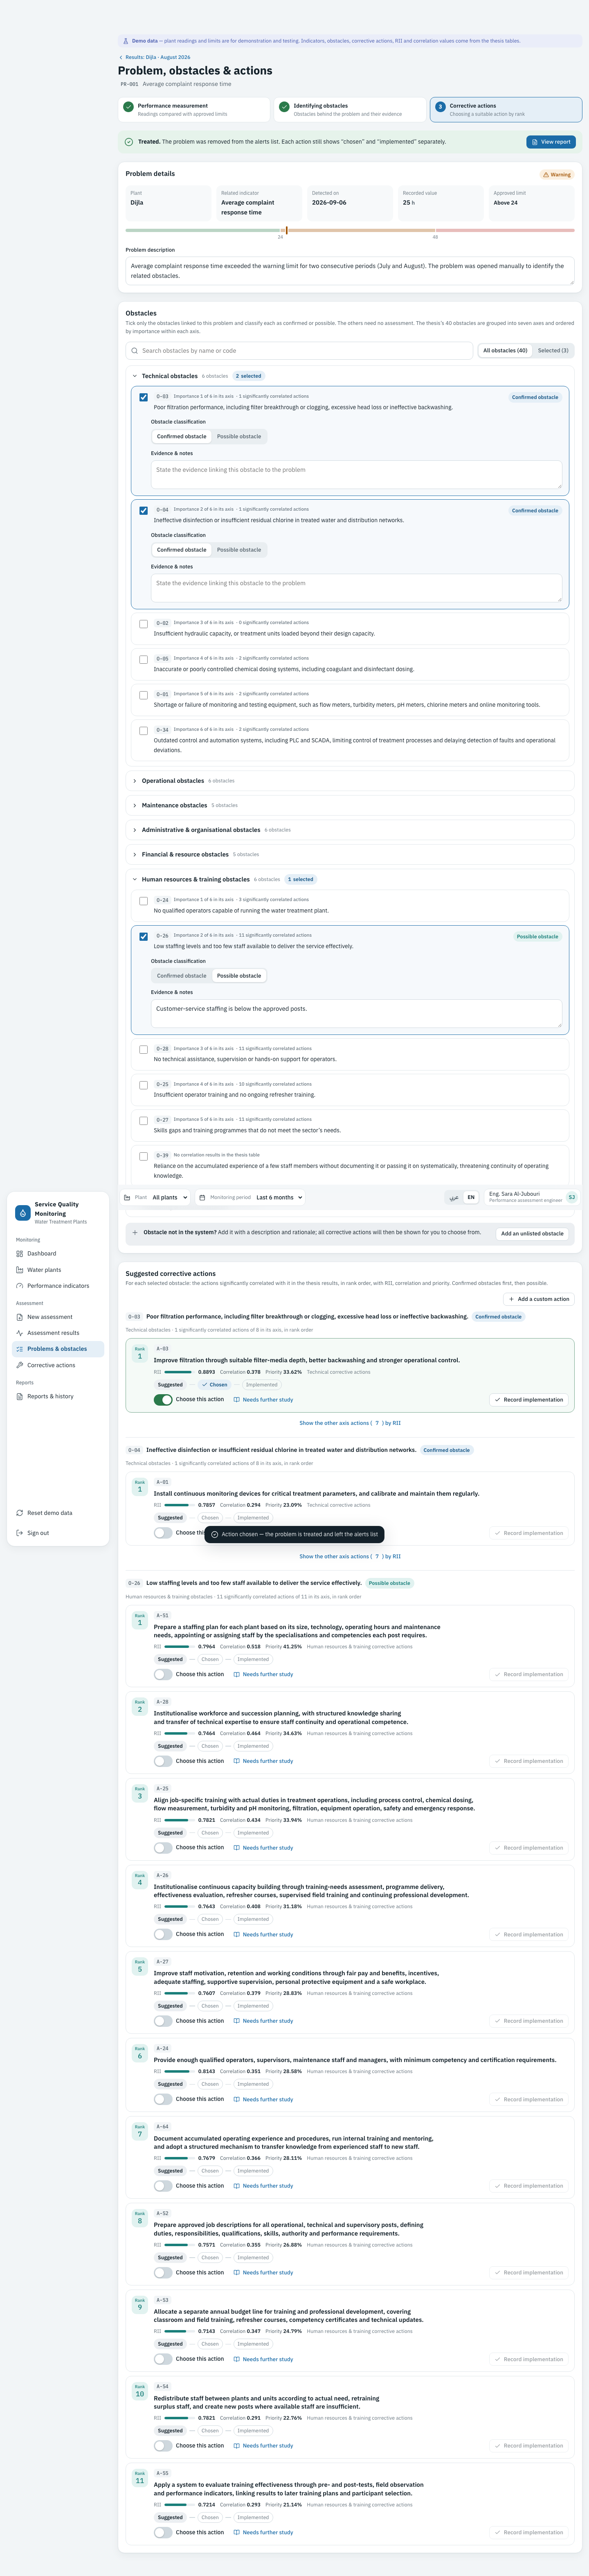 Demo data — plant readings and limits are for demonstration and testing. Indicators, obstacles, corrective actions, RII and correlation values come from the thesis tables.
Results: Dijla · August 2026
Problem, obstacles & actions
PR-001 Average complaint response time
Performance measurement
Readings compared with approved limits
Identifying obstacles
Obstacles behind the problem and their evidence
3 Corrective actions
Choosing a suitable action by rank
Treated. The problem was removed from the alerts list. Each action still shows "chosen" and "implemented" separately.
View report
Problem details
Warning
Plant
Dijla
Related indicator
Average complaint response time
Detected on
2026-09-06
Recorded value
25 h
Approved limit
Above 24
24
48
Problem description
Average complaint response time exceeded the warning limit for two consecutive periods (July and August). The problem was opened manually to identify the
related obstacles.
Obstacles
Tick only the obstacles linked to this problem and classify each as confirmed or possible. The others need no assessment. The thesis's 40 obstacles are grouped into seven axes and ordered
by importance within each axis.
Search obstacles by name or code
All obstacles (40) Selected (3)
Technical obstacles 6 obstacles 2 selected
O-03 Importance 1 of 6 in its axis · 1 significantly correlated actions
Confirmed obstacle
Poor filtration performance, including filter breakthrough or clogging, excessive head loss or ineffective backwashing.
Obstacle classification
Confirmed obstacle Possible obstacle
Evidence & notes
State the evidence linking this obstacle to the problem
O-04 Importance 2 of 6 in its axis · 1 significantly correlated actions
Confirmed obstacle
Ineffective disinfection or insufficient residual chlorine in treated water and distribution networks.
Obstacle classification
Confirmed obstacle Possible obstacle
Evidence & notes
State the evidence linking this obstacle to the problem
O-02 Importance 3 of 6 in its axis · 0 significantly correlated actions
Insufficient hydraulic capacity, or treatment units loaded beyond their design capacity.
O-05 Importance 4 of 6 in its axis · 2 significantly correlated actions
Inaccurate or poorly controlled chemical dosing systems, including coagulant and disinfectant dosing.
O-01 Importance 5 of 6 in its axis · 2 significantly correlated actions
Shortage or failure of monitoring and testing equipment, such as flow meters, turbidity meters, pH meters, chlorine meters and online monitoring tools.
O-34 Importance 6 of 6 in its axis · 2 significantly correlated actions
Outdated control and automation systems, including PLC and SCADA, limiting control of treatment processes and delaying detection of faults and operational
deviations.
Operational obstacles 6 obstacles
Maintenance obstacles 5 obstacles
Administrative & organisational obstacles 6 obstacles
Financial & resource obstacles 5 obstacles
Human resources & training obstacles 6 obstacles 1 selected
O-24 Importance 1 of 6 in its axis · 3 significantly correlated actions
No qualified operators capable of running the water treatment plant.
O-26 Importance 2 of 6 in its axis · 11 significantly correlated actions
Possible obstacle
Low staffing levels and too few staff available to deliver the service effectively.
Obstacle classification
Confirmed obstacle Possible obstacle
Evidence & notes
Customer-service staffing is below the approved posts.
O-28 Importance 3 of 6 in its axis · 11 significantly correlated actions
No technical assistance, supervision or hands-on support for operators.
O-25 Importance 4 of 6 in its axis · 10 significantly correlated actions
Insufficient operator training and no ongoing refresher training.
O-27 Importance 5 of 6 in its axis · 11 significantly correlated actions
Skills gaps and training programmes that do not meet the sector's needs.
O-39 No correlation results in the thesis table
Reliance on the accumulated experience of a few staff members without documenting it or passing it on systematically, threatening continuity of operating
knowledge.
Plant All plants
Monitoring period Last 6 months
عربي EN
Eng. Sara Al-Jubouri
Performance assessment engineer
SJ
Service Quality Monitoring
Water Treatment Plants
Monitoring
Dashboard
Water plants
Performance indicators
Assessment
New assessment
Assessment results
Problems & obstacles
Corrective actions
Reports
Reports & history
Reset demo data
Sign out
Obstacle not in the system? Add it with a description and rationale; all corrective actions will then be shown for you to choose from.
Add an unlisted obstacle
Suggested corrective actions
For each selected obstacle: the actions significantly correlated with it in the thesis results, in rank order, with RII, correlation and priority. Confirmed obstacles first, then possible.
Add a custom action
O-03 Poor filtration performance, including filter breakthrough or clogging, excessive head loss or ineffective backwashing. Confirmed obstacle
Technical obstacles · 1 significantly correlated actions of 8 in its axis, in rank order
Rank 1
A-03
Improve filtration through suitable filter-media depth, better backwashing and stronger operational control.
RII 0.8893 Correlation 0.378 Priority 33.62% Technical corrective actions
Suggested Chosen Implemented
Choose this action Needs further study Record implementation
Show the other axis actions ( 7 ) by RII
O-04 Ineffective disinfection or insufficient residual chlorine in treated water and distribution networks. Confirmed obstacle
Technical obstacles · 1 significantly correlated actions of 8 in its axis, in rank order
Rank 1
A-01
Install continuous monitoring devices for critical treatment parameters, and calibrate and maintain them regularly.
RII 0.7857 Correlation 0.294 Priority 23.09% Technical corrective actions
Suggested Chosen Implemented
Choose th
Action chosen — the problem is treated and left the alerts list
Record implementation
Show the other axis actions ( 7 ) by RII
O-26 Low staffing levels and too few staff available to deliver the service effectively. Possible obstacle
Human resources & training obstacles · 11 significantly correlated actions of 11 in its axis, in rank order
Rank 1
A-51
Prepare a staffing plan for each plant based on its size, technology, operating hours and maintenance
needs, appointing or assigning staff by the specialisations and competencies each post requires.
RII 0.7964 Correlation 0.518 Priority 41.25% Human resources & training corrective actions
Suggested Chosen Implemented
Choose this action Needs further study Record implementation
Rank 2
A-28
Institutionalise workforce and succession planning, with structured knowledge sharing
and transfer of technical expertise to ensure staff continuity and operational competence.
RII 0.7464 Correlation 0.464 Priority 34.63% Human resources & training corrective actions
Suggested Chosen Implemented
Choose this action Needs further study Record implementation
Rank 3
A-25
Align job-specific training with actual duties in treatment operations, including process control, chemical dosing,
flow measurement, turbidity and pH monitoring, filtration, equipment operation, safety and emergency response.
RII 0.7821 Correlation 0.434 Priority 33.94% Human resources & training corrective actions
Suggested Chosen Implemented
Choose this action Needs further study Record implementation
Rank 4
A-26
Institutionalise continuous capacity building through training-needs assessment, programme delivery,
effectiveness evaluation, refresher courses, supervised field training and continuing professional development.
RII 0.7643 Correlation 0.408 Priority 31.18% Human resources & training corrective actions
Suggested Chosen Implemented
Choose this action Needs further study Record implementation
Rank 5
A-27
Improve staff motivation, retention and working conditions through fair pay and benefits, incentives,
adequate staffing, supportive supervision, personal protective equipment and a safe workplace.
RII 0.7607 Correlation 0.379 Priority 28.83% Human resources & training corrective actions
Suggested Chosen Implemented
Choose this action Needs further study Record implementation
Rank 6
A-24
Provide enough qualified operators, supervisors, maintenance staff and managers, with minimum competency and certification requirements.
RII 0.8143 Correlation 0.351 Priority 28.58% Human resources & training corrective actions
Suggested Chosen Implemented
Choose this action Needs further study Record implementation
Rank 7
A-64
Document accumulated operating experience and procedures, run internal training and mentoring,
and adopt a structured mechanism to transfer knowledge from experienced staff to new staff.
RII 0.7679 Correlation 0.366 Priority 28.11% Human resources & training corrective actions
Suggested Chosen Implemented
Choose this action Needs further study Record implementation
Rank 8
A-52
Prepare approved job descriptions for all operational, technical and supervisory posts, defining
duties, responsibilities, qualifications, skills, authority and performance requirements.
RII 0.7571 Correlation 0.355 Priority 26.88% Human resources & training corrective actions
Suggested Chosen Implemented
Choose this action Needs further study Record implementation
Rank 9
A-53
Allocate a separate annual budget line for training and professional development, covering
classroom and field training, refresher courses, competency certificates and technical updates.
RII 0.7143 Correlation 0.347 Priority 24.79% Human resources & training corrective actions
Suggested Chosen Implemented
Choose this action Needs further study Record implementation
Rank 10
A-54
Redistribute staff between plants and units according to actual need, retraining
surplus staff, and create new posts where available staff are insufficient.
RII 0.7821 Correlation 0.291 Priority 22.76% Human resources & training corrective actions
Suggested Chosen Implemented
Choose this action Needs further study Record implementation
Rank 11
A-55
Apply a system to evaluate training effectiveness through pre- and post-tests, field observation
and performance indicators, linking results to later training plans and participant selection.
RII 0.7214 Correlation 0.293 Priority 21.14% Human resources & training corrective actions
Suggested Chosen Implemented
Choose this action Needs further study Record implementation